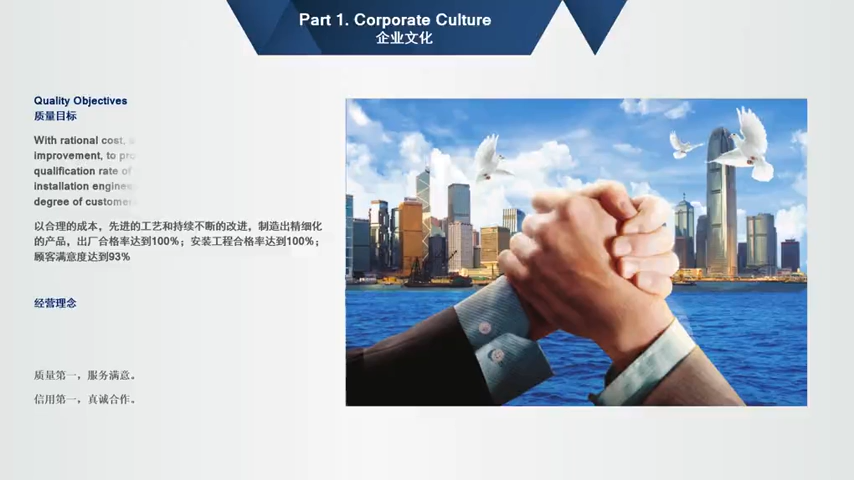 Part 1. Corporate Culture
企业文化
Quality Objectives
质量目标
With rational cost,
improvement, to
qualification rate of
installation
degree of
以合理的成本，先进的工艺和持续不断的改进，制造出精细化
的产品，出厂合格率达到100%；安装工程合格率达到100%；
顾客满意度达到93%
经营理念
质量第一，服务满意。
信用第一，真诚合作。